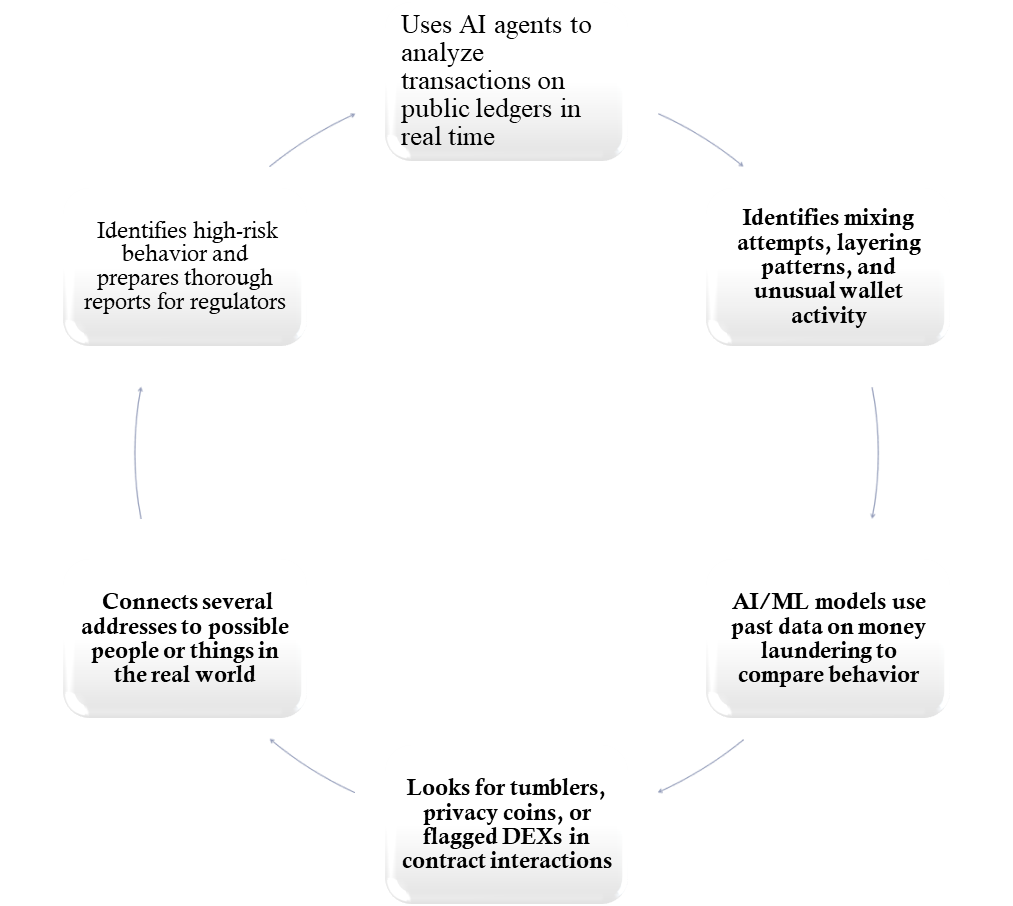 Uses AI agents to
analyze
transactions on
public ledgers in
real time
Identifies mixing
attempts, layering
patterns, and
unusual wallet
activity
AI/ML models use
past data on money
laundering to
compare behavior
Looks for tumblers,
privacy coins, or
flagged DEXs in
contract interactions
Connects several
addresses to possible
people or things in
the real world
Identifies high-risk
behavior and
prepares thorough
reports for regulators